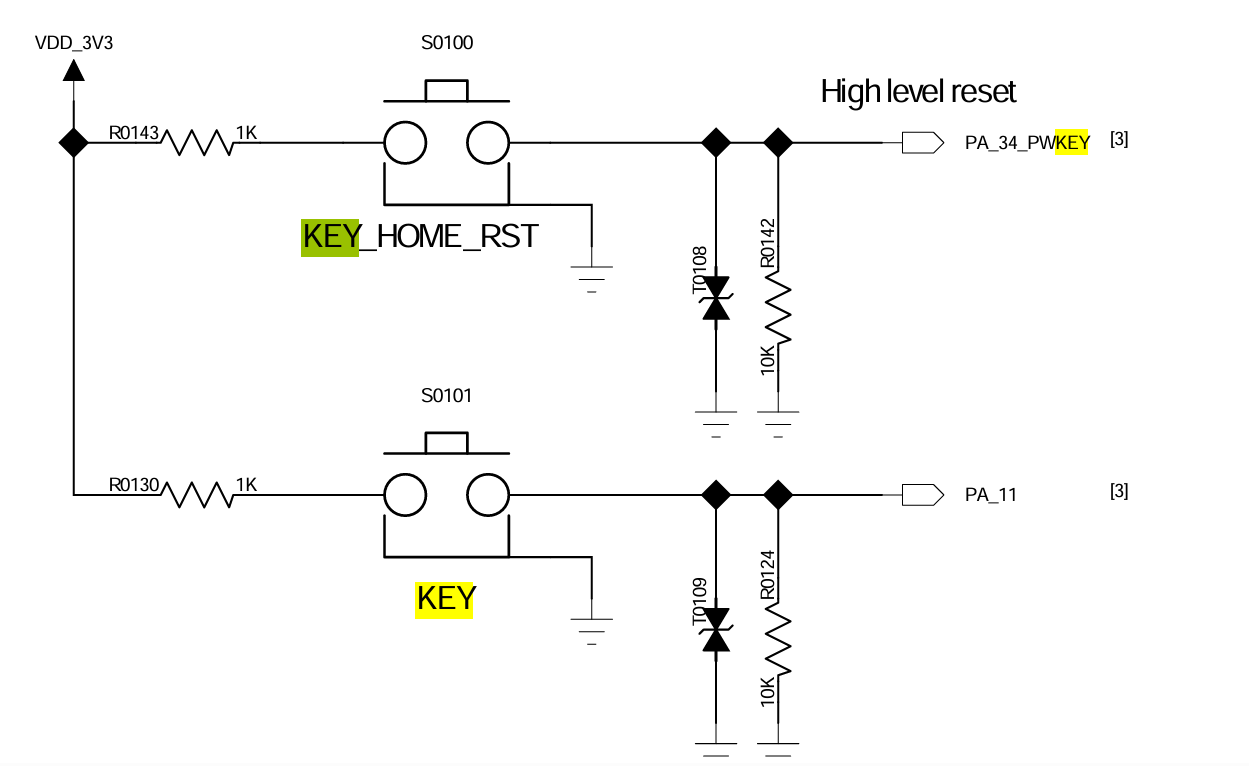 VDD_3V3
S0100
High level reset
R0143
1K
PA_34_PWKEY
[3]
KEY_HOME_RST
T0108
R0142
10K
S0101
R0130
1K
PA_11
[3]
KEY
T0109
R0124
10K